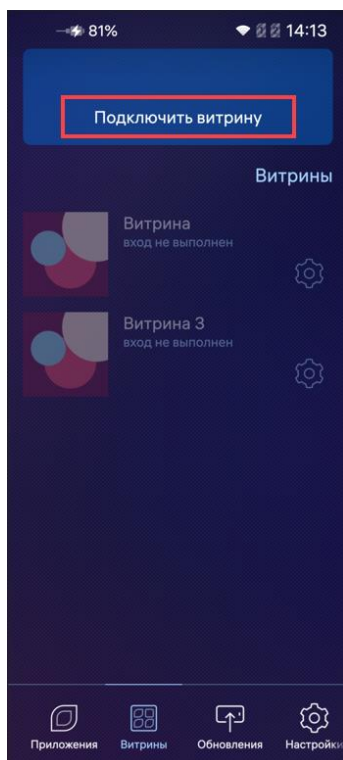 81%
14:13
Подключить витрину
Витрины
Витрина
вход не выполнен
Витрина 3
вход не выполнен
Приложения Витрины Обновления Настройки